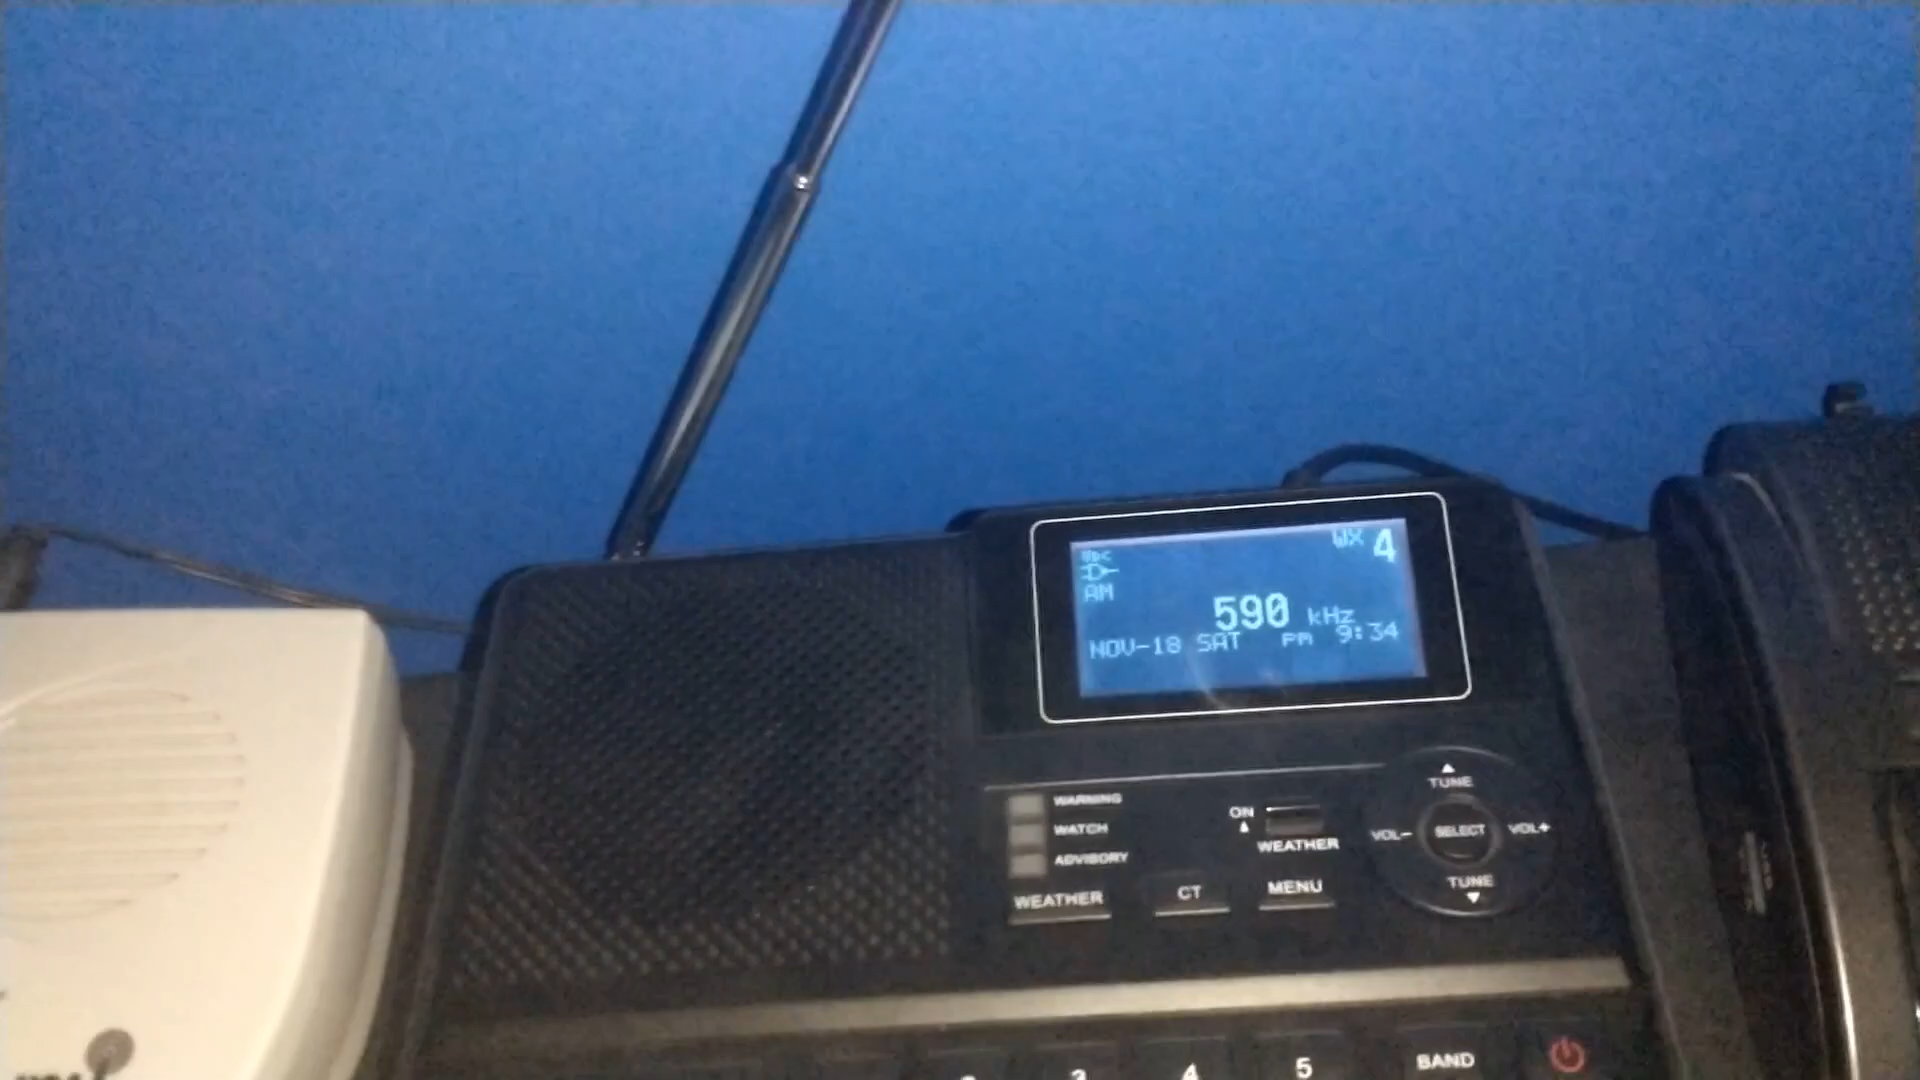 WX 4
AM
590 kHz
NOV-18 SAT PM 9:34
TUNE
WARNING
ON
WATCH
VOL-
SELECT
VOL+
WEATHER
ADVISORY
TUNE
WEATHER
CT
MENU
3
4
5
BAND